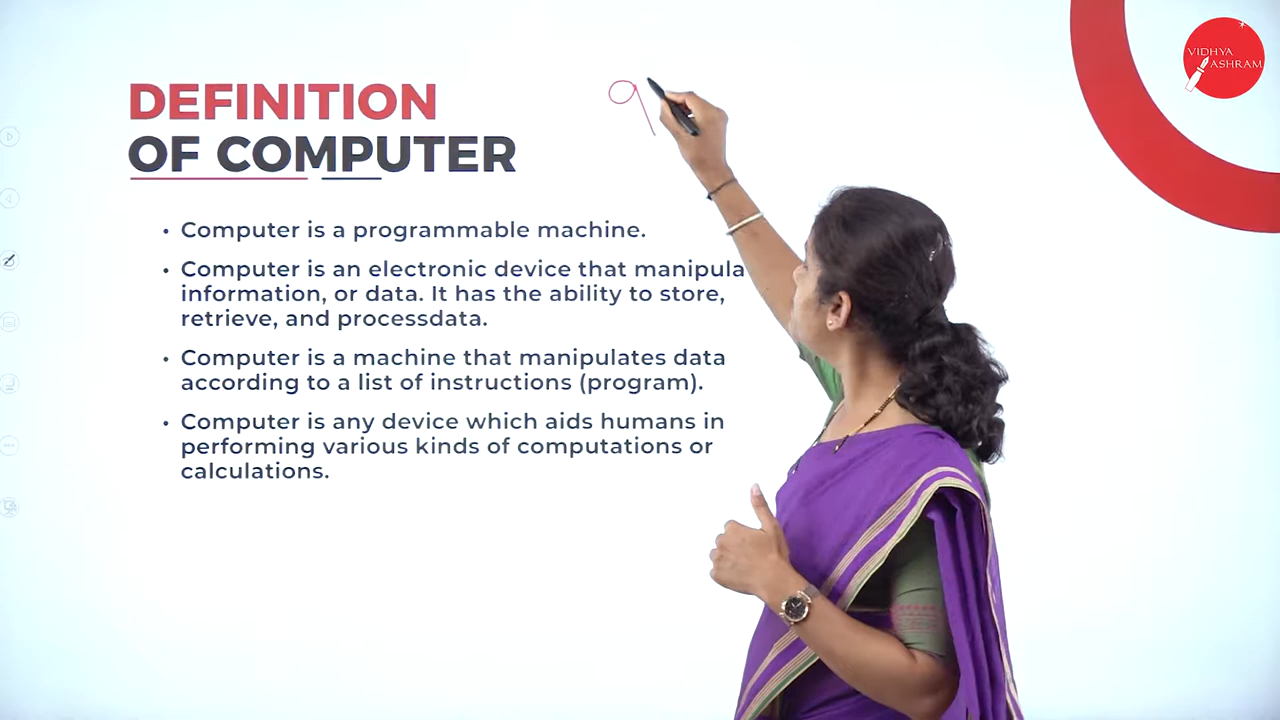 DEFINITION
OF COMPUTER
• Computer is a programmable machine.
• Computer is an electronic device that manipula
information, or data. It has the ability to store,
retrieve, and processdata.
• Computer is a machine that manipulates data
according to a list of instructions (program).
• Computer is any device which aids humans in
performing various kinds of computations or
calculations.
VIDHYA
ASHRAM